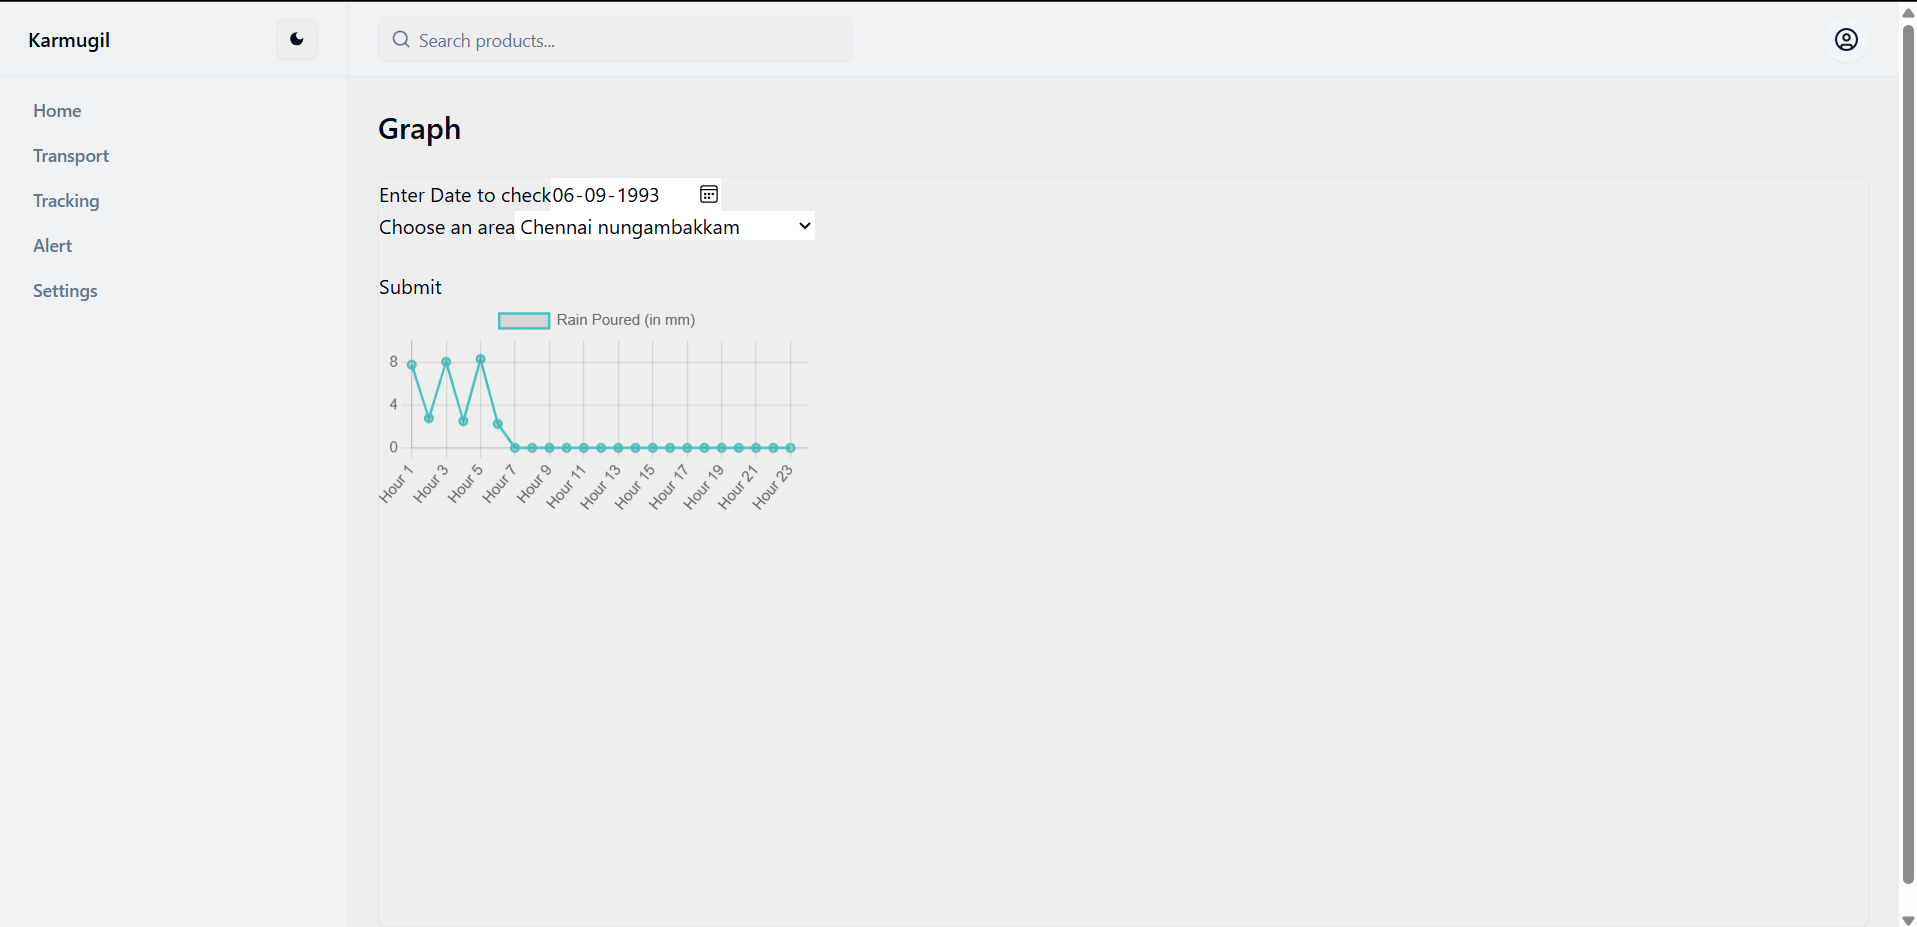 Karmugil
Search products...
Home
Transport
Tracking
Alert
Settings
Graph
Enter Date to check06-09-1993
Choose an area Chennai nungambakkam
Submit
Rain Poured (in mm)
8
4
0
Hour 1 Hour 3 Hour 5 Hour 7 Hour 9 Hour 11 Hour 13 Hour 15 Hour 17 Hour 19 Hour 21 Hour 23